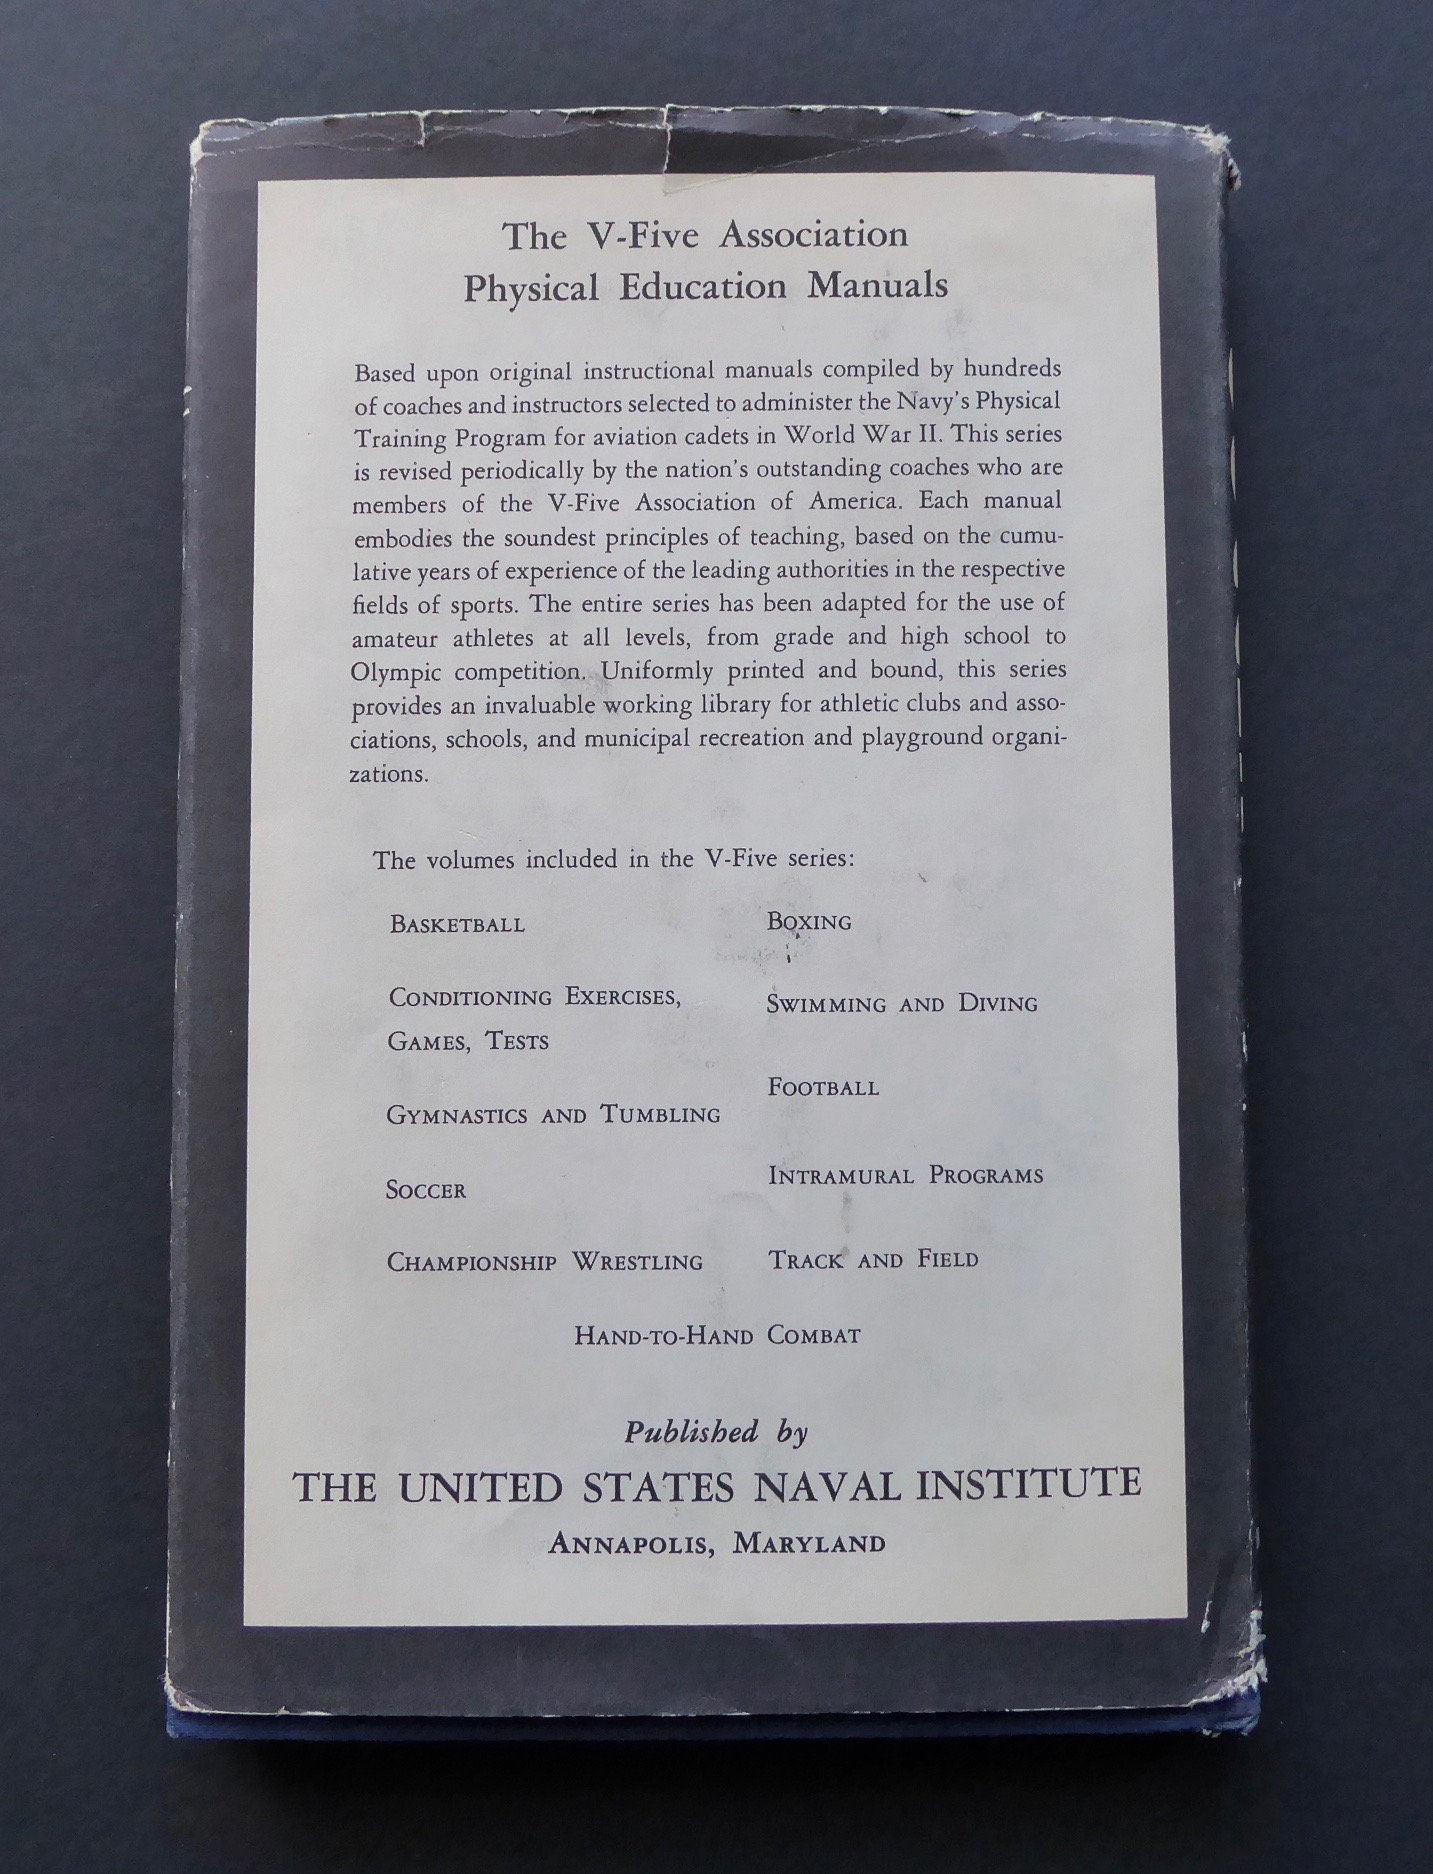 The V-Five Association
Physical Education Manuals
Based upon original instructional manuals compiled by hundreds
of coaches and instructors selected to administer the Navy's Physical
Training Program for aviation cadets in World War II. This series
is revised periodically by the nation's outstanding coaches who are
members of the V-Five Association of America. Each manual
embodies the soundest principles of teaching, based on the cumu-
lative years of experience of the leading authorities in the respective
fields of sports. The entire series has been adapted for the use of
amateur athletes at all levels, from grade and high school to
Olympic competition. Uniformly printed and bound, this series
provides an invaluable working library for athletic clubs and asso-
ciations, schools, and municipal recreation and playground organi-
zations.
The volumes included in the V-Five series:
BASKETBALL
CONDITIONING EXERCISES,
GAMES, TESTS
GYMNASTICS AND TUMBLING
SOCCER
CHAMPIONSHIP WRESTLING
BOXING
SWIMMING AND DIVING
FOOTBALL
INTRAMURAL PROGRAMS
TRACK AND FIELD
HAND-TO-HAND COMBAT
Published by
THE UNITED STATES NAVAL INSTITUTE
ANNAPOLIS, MARYLAND